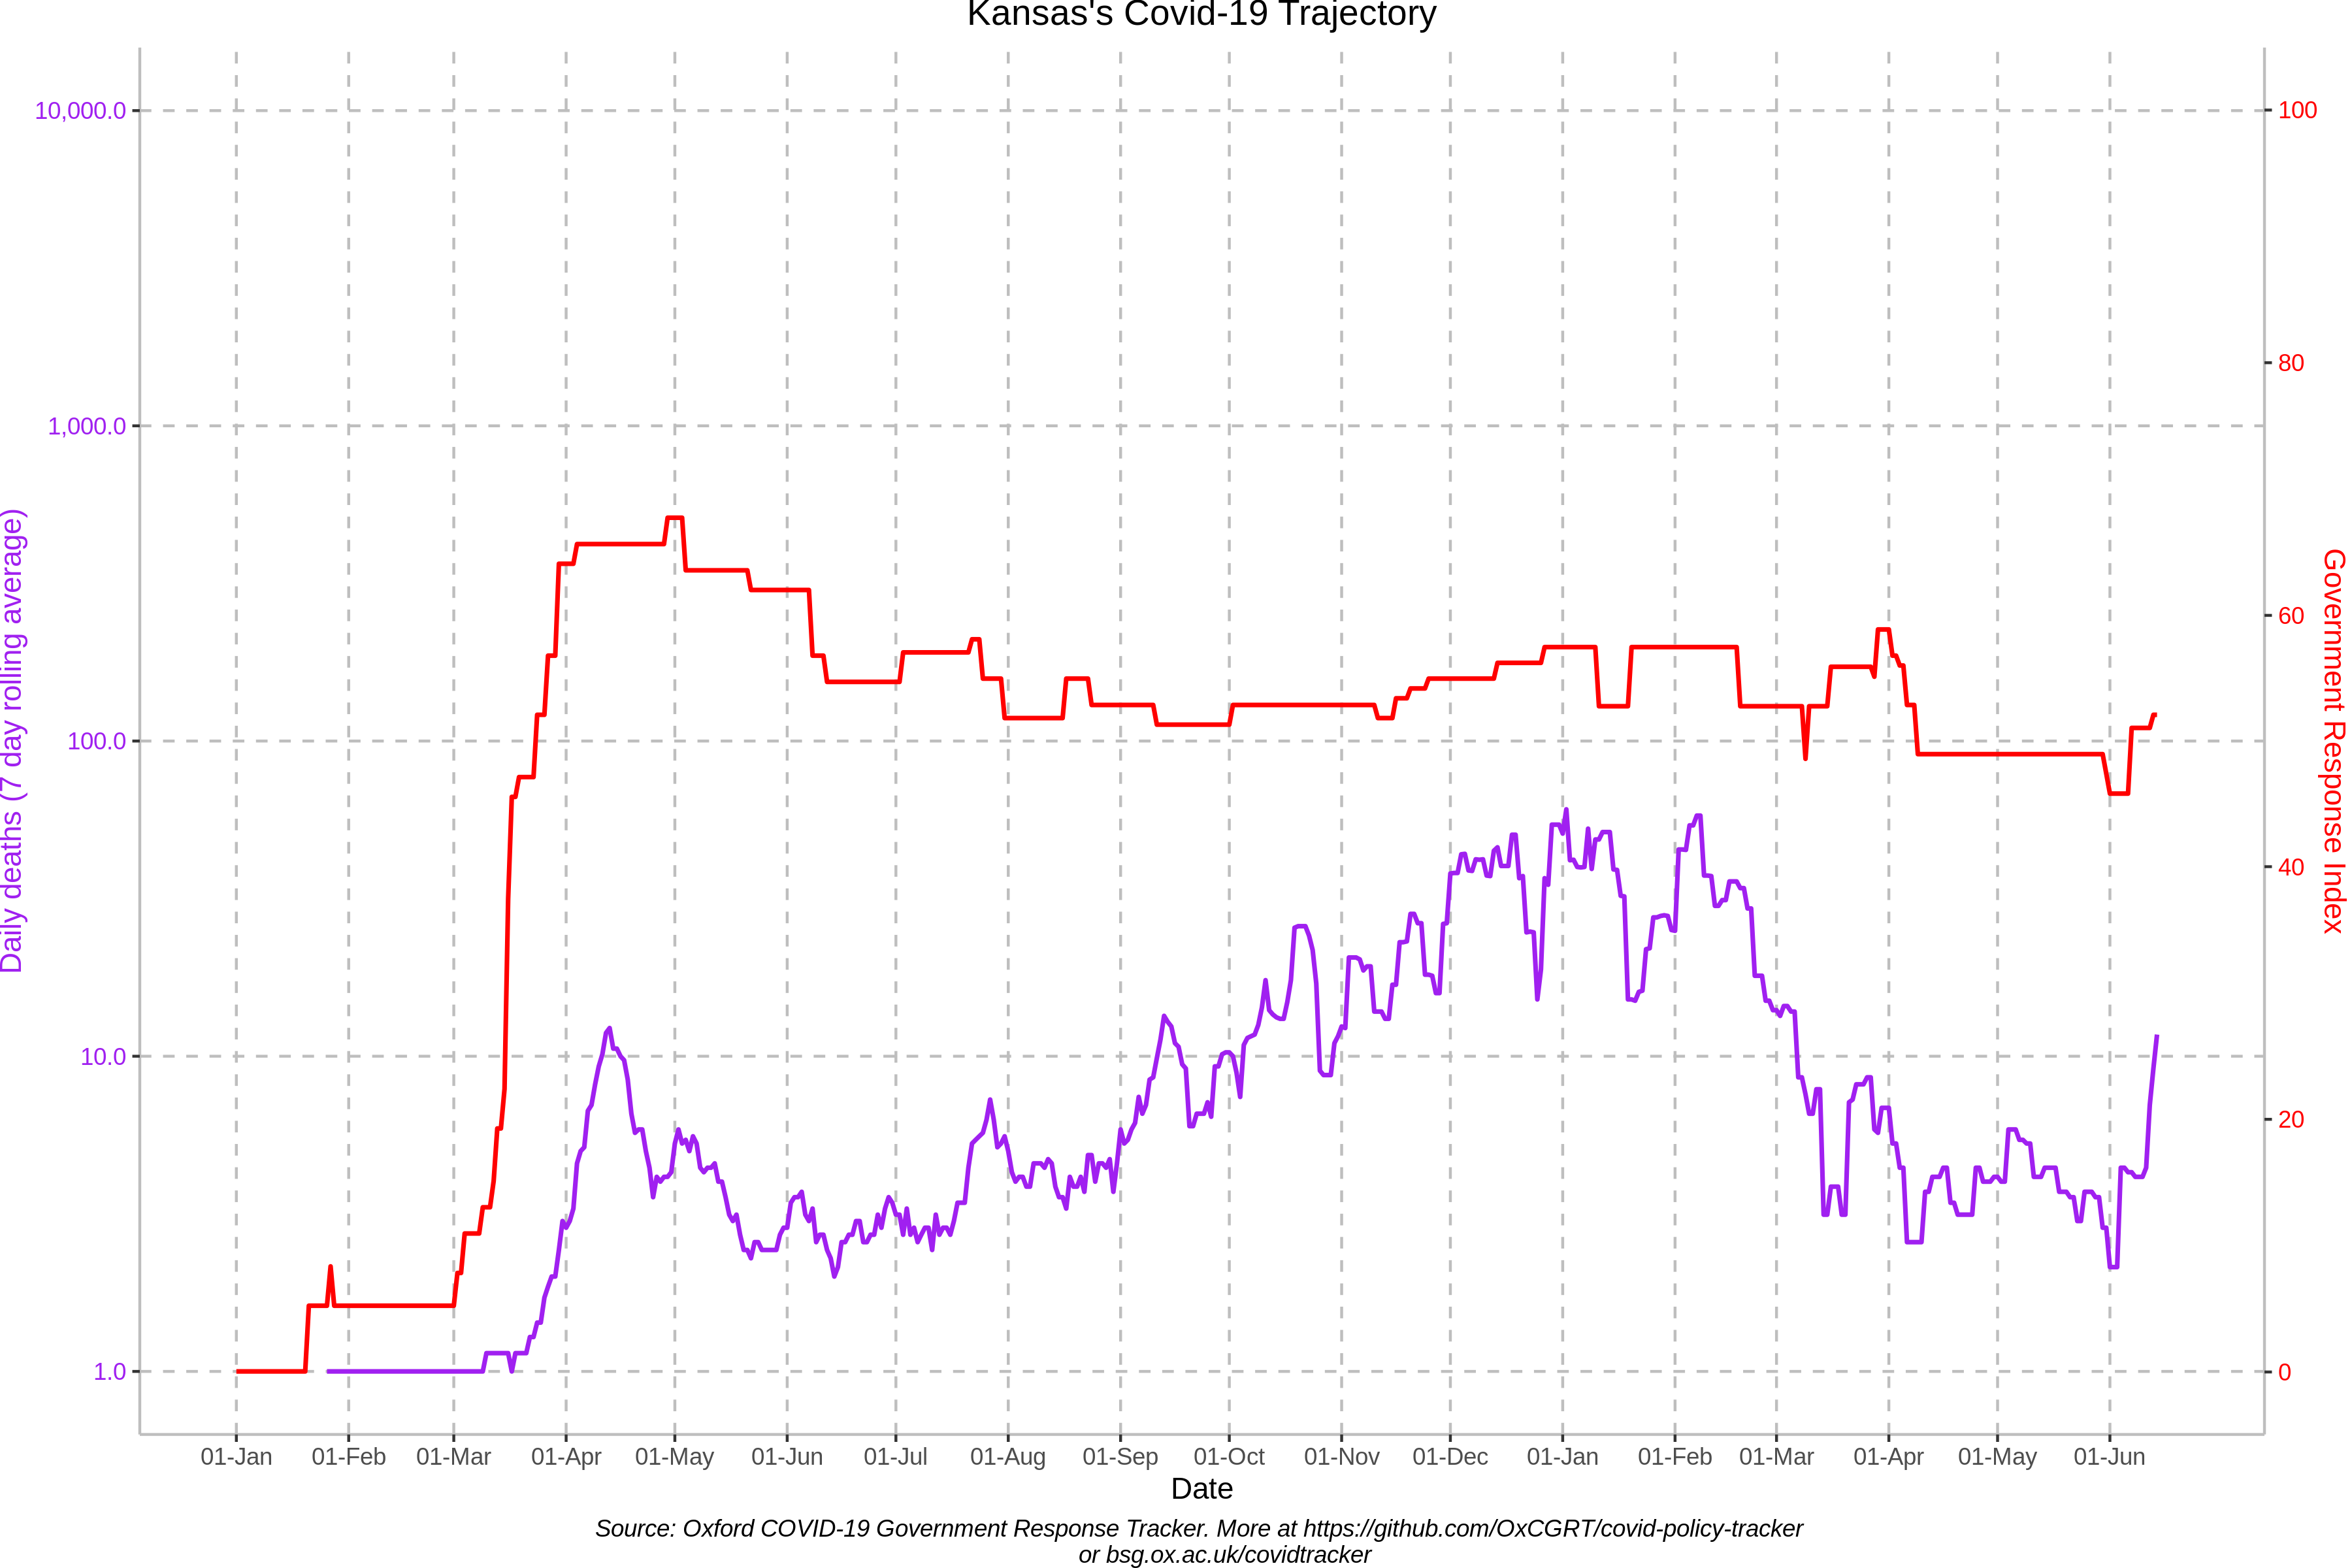 Kansas's Covid-19 Trajectory
10,000.0
1,000.0
100.0
10.0
1.0
Daily deaths (7 day rolling average)
100
80
60
40
20
0
Government Response Index
01-Jan 01-Feb 01-Mar 01-Apr 01-May 01-Jun 01-Jul 01-Aug 01-Sep 01-Oct 01-Nov 01-Dec 01-Jan 01-Feb 01-Mar 01-Apr 01-May 01-Jun
Date
Source: Oxford COVID-19 Government Response Tracker. More at https://github.com/OxCGRT/covid-policy-tracker
or bsg.ox.ac.uk/covidtracker